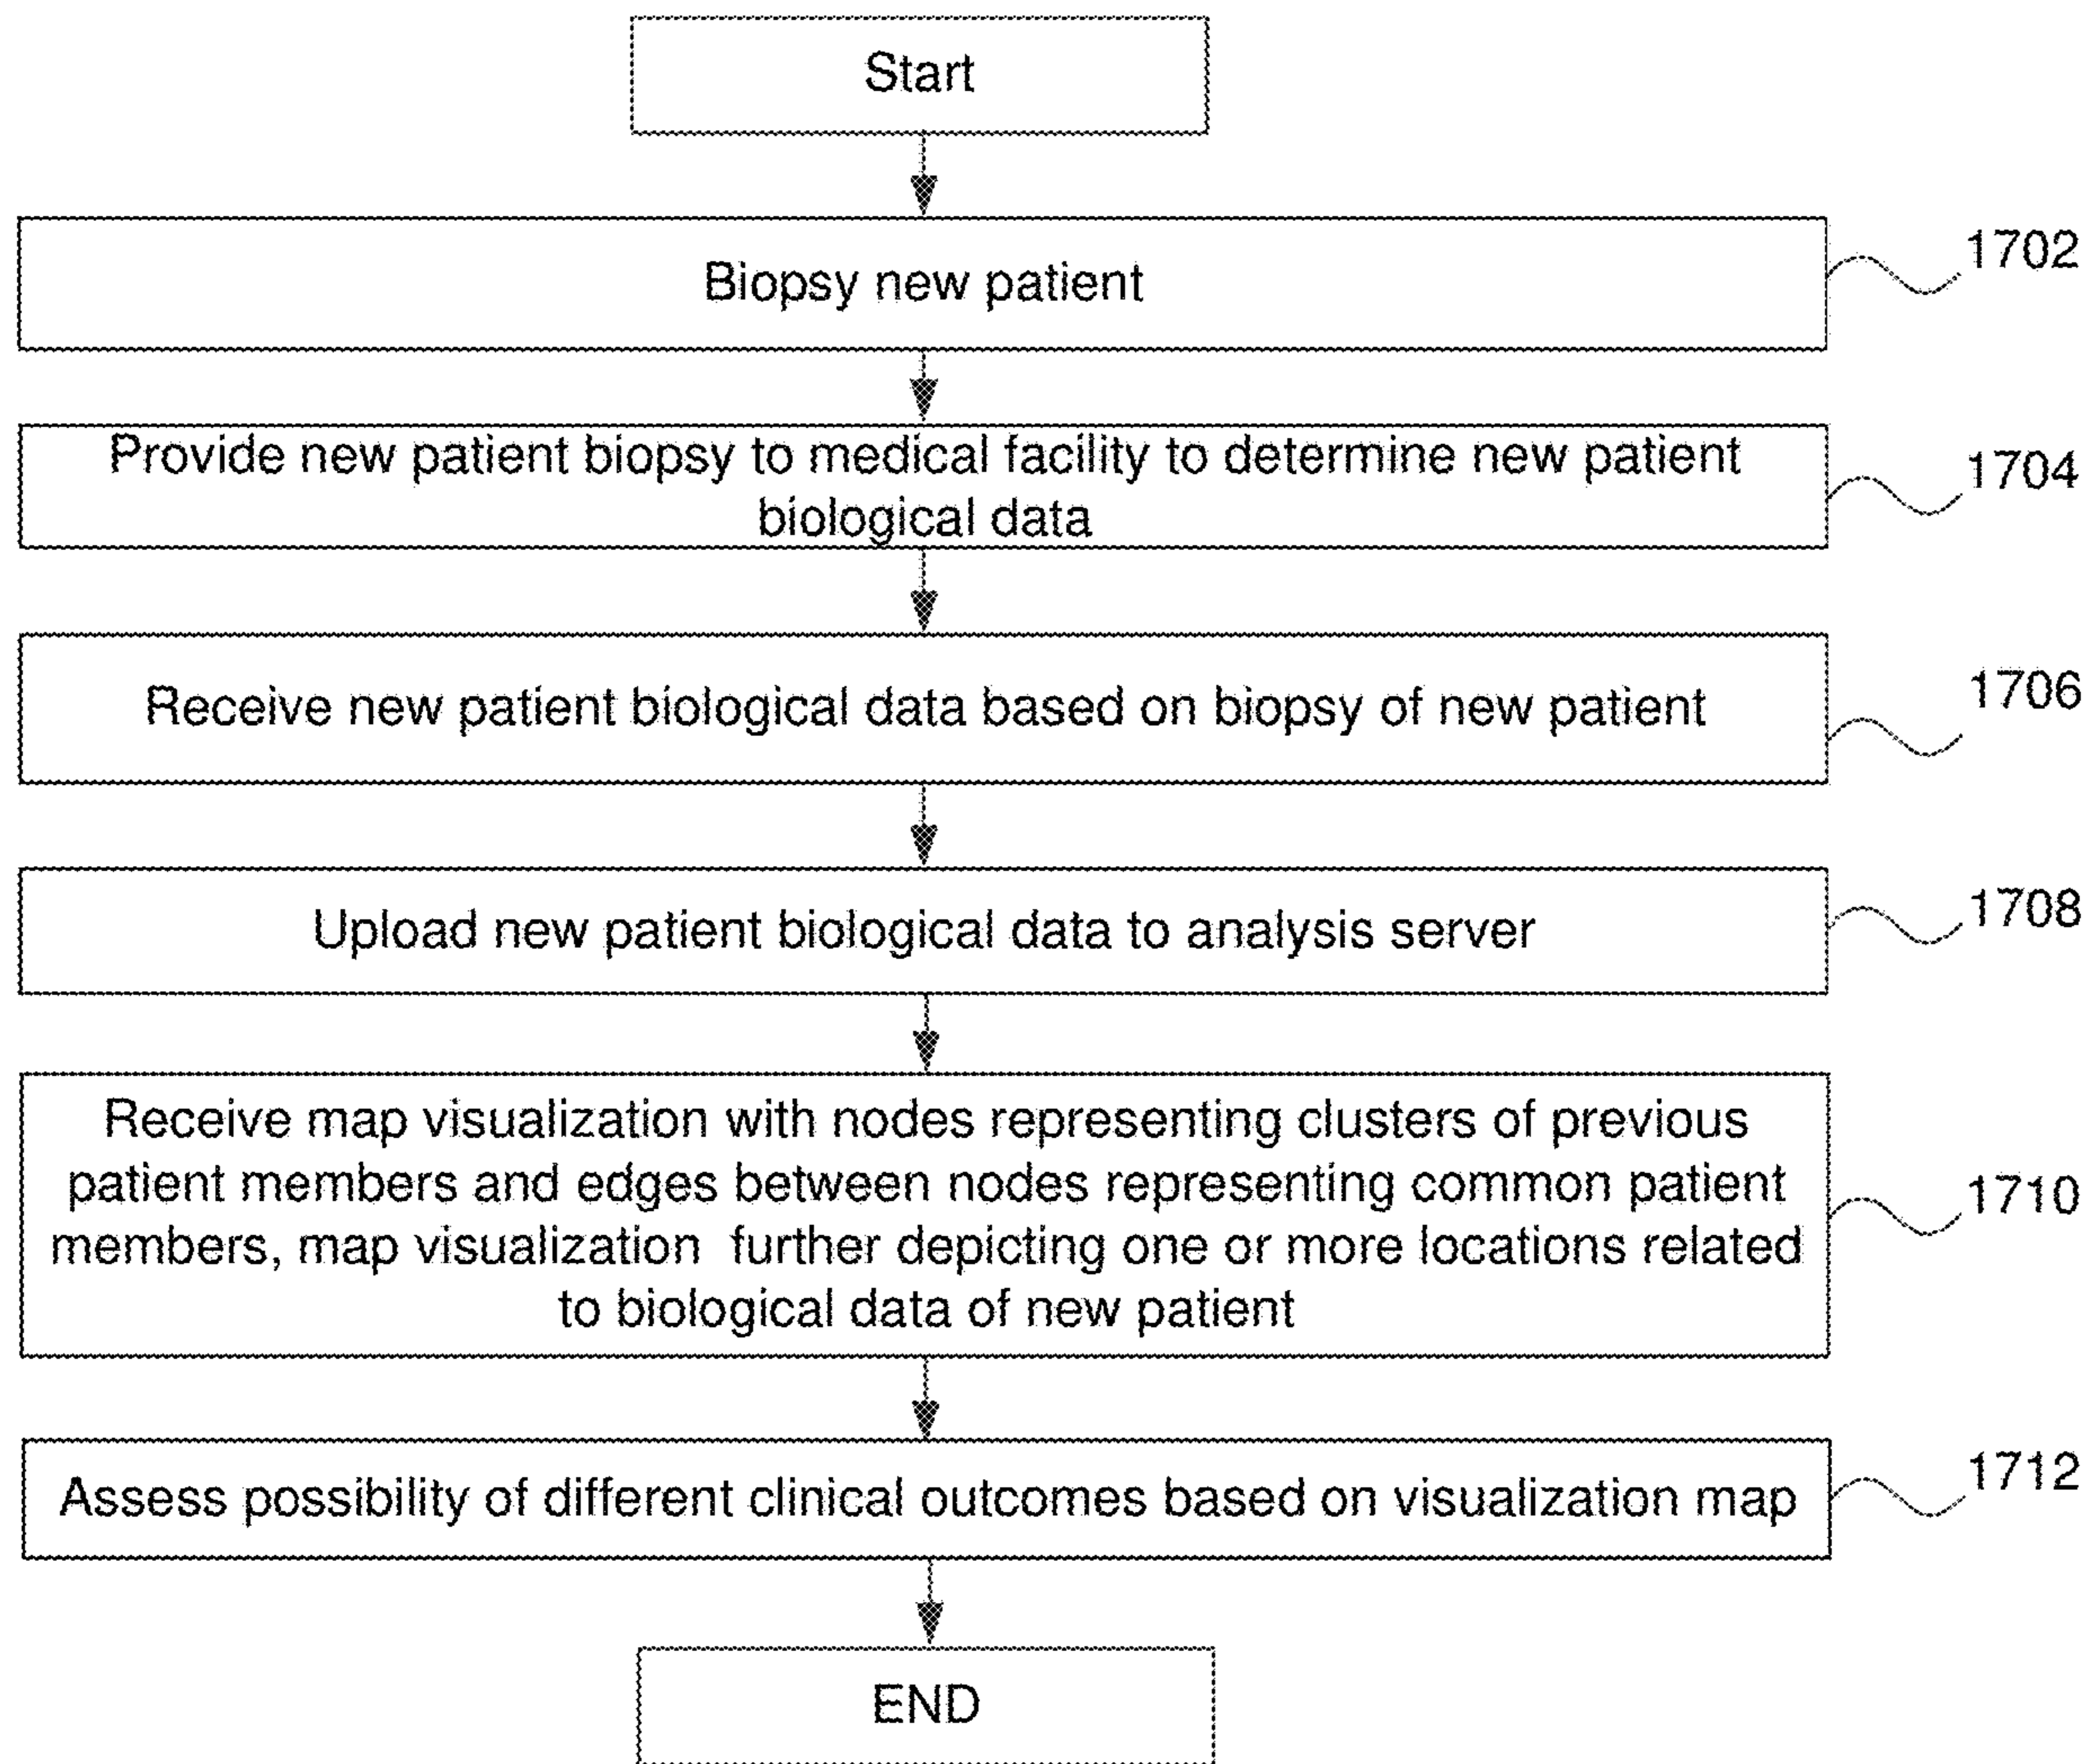 Start
Biopsy new patient
1702
Provide new patient biopsy to medical facility to determine new patient
biological data
1704
Receive new patient biological data based on biopsy of new patient
1706
Upload new patient biological data to analysis server
1708
Receive map visualization with nodes representing clusters of previous
patient members and edges between nodes representing common patient
members, map visualization further depicting one or more locations related
to biological data of new patient
1710
Assess possibility of different clinical outcomes based on visualization map
1712
END